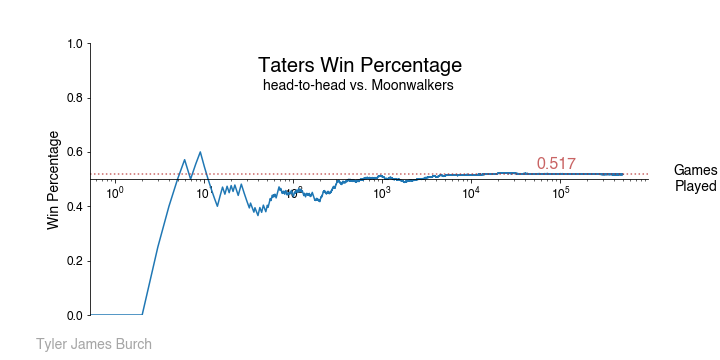 Taters Win Percentage
head-to-head vs. Moonwalkers
1.0
0.8
0.6
0.4
0.2
0.0
Win Percentage
0.517
10⁰
10¹
10²
10³
10⁴
10⁵
Games
Played
Tyler James Burch